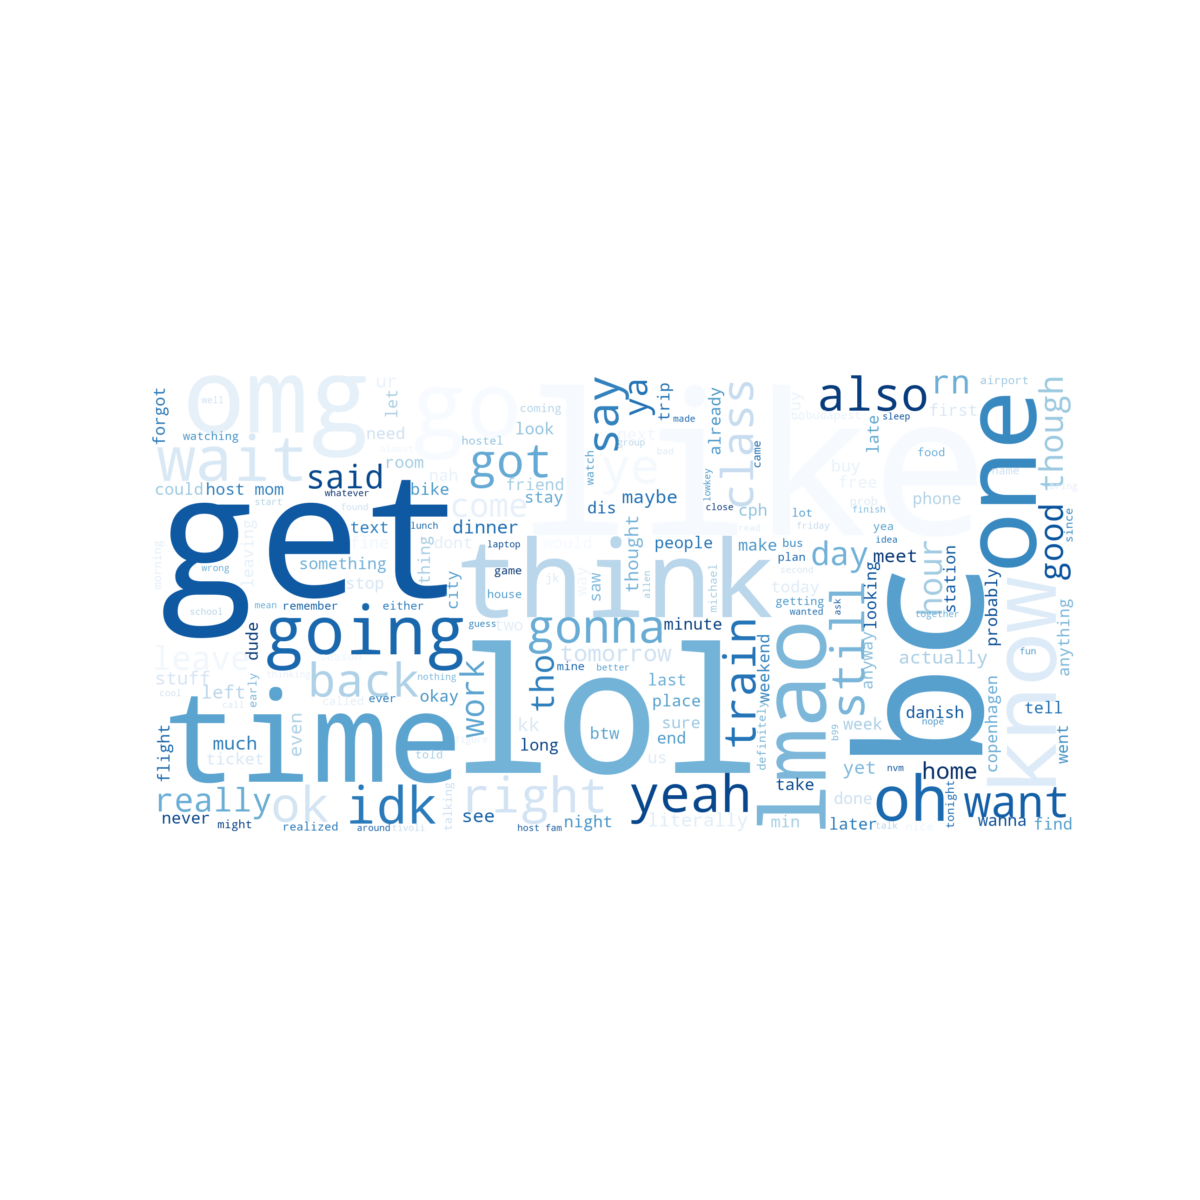 forgot
omg
well
ur
let
go
like
coming
say
ya
trip
made
already
class
buy
also
late
sleep
rn
airport
first
one
though
watching
wait
need
room
nah
hostel
look
got
friend
stay
ye
next
group
bad
watch
came
buy
free
food
phone
could
host mom
said
whatever
bike
start
found
come
dis
maybe
lowkey
close
cph
lot
prob
finish
good
since
get
text
lunch
dinner
fine
dont
laptop
would
thought
people
read
friday
make
bus
yea
idea
plan
day
meet
morning
leaving
wrong
something
stop
thing
city
think
game
jk
way
saw
allen
michael
second
today
hour
looking
station
probably
know
school
mean
remember
either
house
two
guess
getting
wanted
ask
together
going
gonna
minute
train
lmao
still
bc
anything
dude
leave
stuff
cool
left
call
early
thinking
back
called
ever
nothing
okay
work
tho
mine
tomorrow
better
last
place
weekend
definitely
anyway
actually
fun
time
lol
kk
long
btw
sure
end
us
b99
week
danish
nope
copenhagen
tell
went
flight
much
ticket
even
told
yet
nvm
home
really
ok
idk
talking
right
yeah
take
done
oh
tonight
want
never
might
realized
around
tivoli
see
host fam
night
literally
min
later
talk
nice
wanna
find